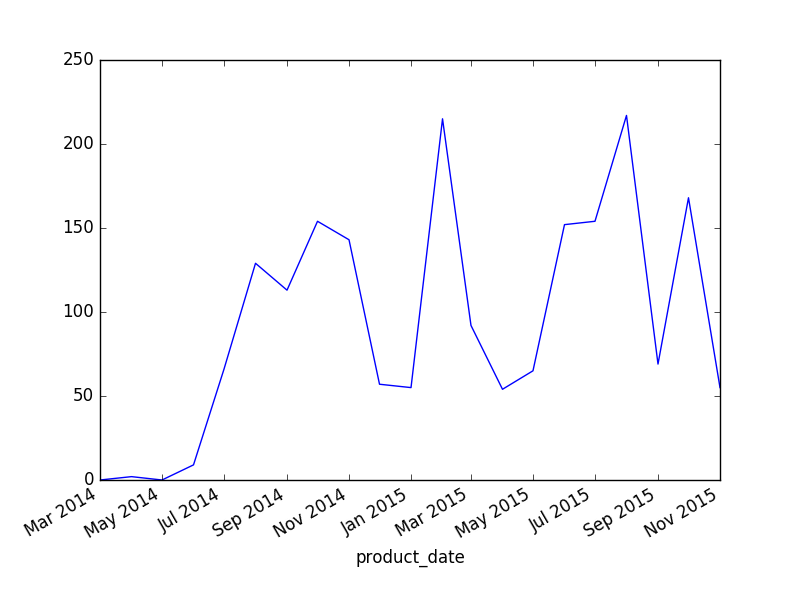 250
200
150
100
50
0
Mar 2014
May 2014
Jul 2014
Sep 2014
Nov 2014
Jan 2015
Mar 2015
May 2015
Jul 2015
Sep 2015
Nov 2015
product_date